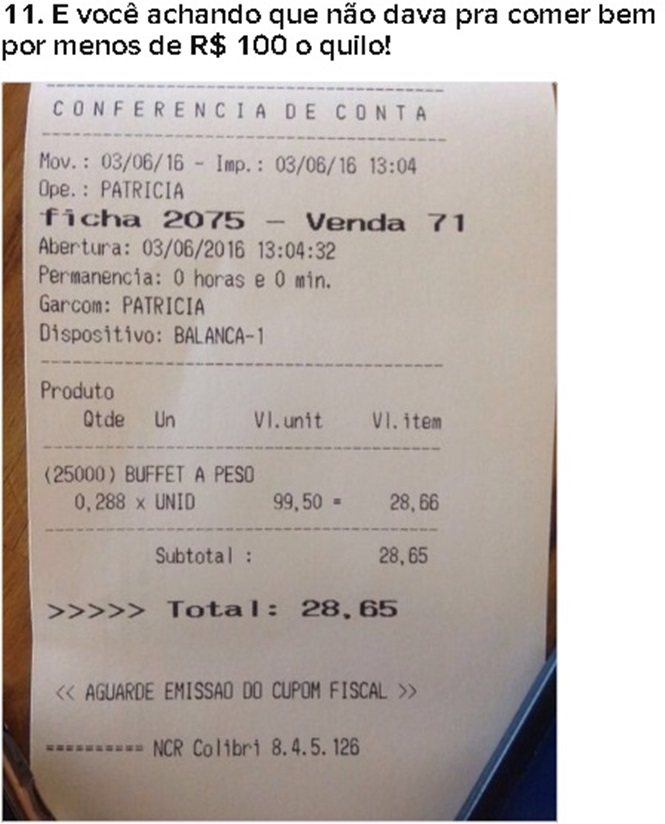 11. E você achando que não dava pra comer bem
por menos de R$ 100 o quilo!
CONFERENCIA DE CONTA
Mov.: 03/06/16 - Imp.: 03/06/16 13:04
Ope.: PATRICIA
ficha 2075 - Venda 71
Abertura: 03/06/2016 13:04:32
Permanencia: 0 horas e 0 min.
Garcom: PATRICIA
Dispositivo: BALANCA-1
Produto
Qtde Un Vl.unit Vl.item
(25000) BUFFET A PESO
0,288 x UNID 99,50 = 28,66
Subtotal : 28,65
>>>>> Total: 28,65
<< AGUARDE EMISSAO DO CUPOM FISCAL >>
========== NCR Colibri 8.4.5.126